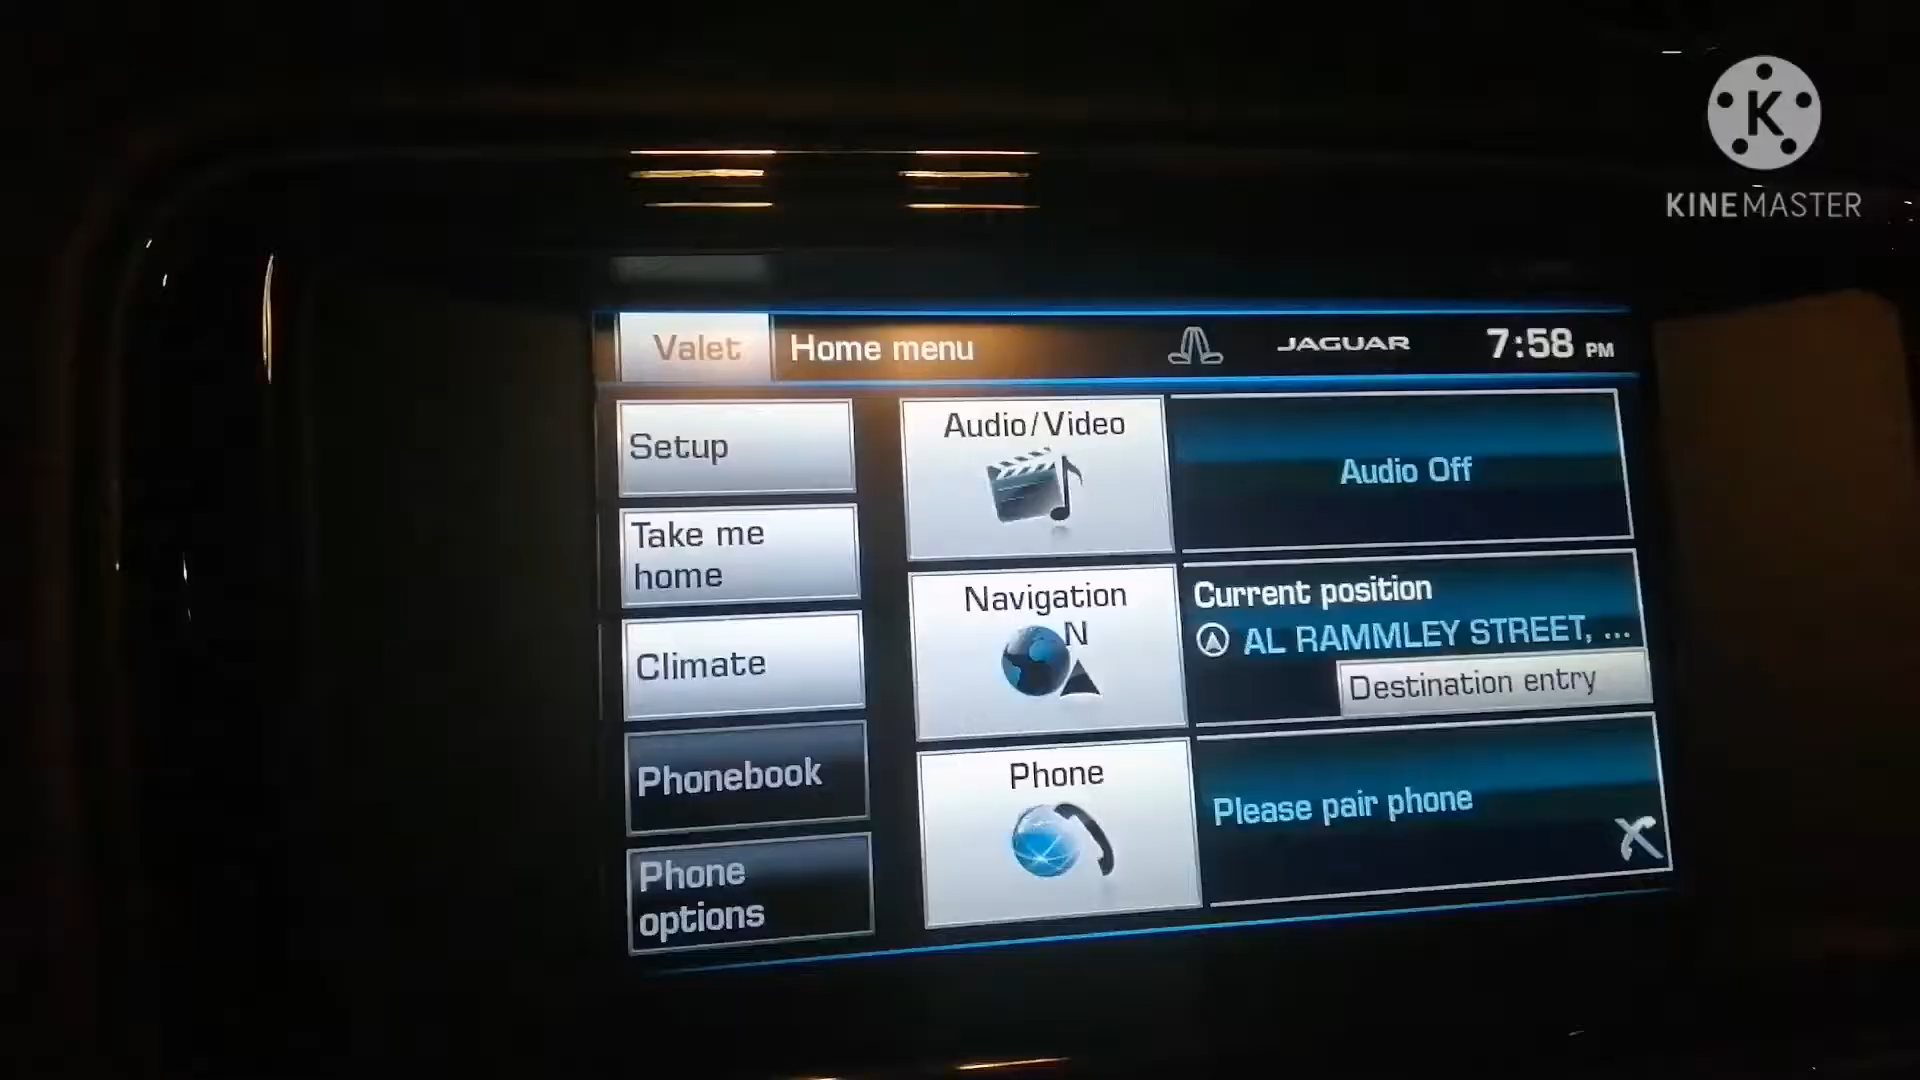 K
KINEMASTER
Valet
Home menu
JAGUAR
7:58 PM
Setup
Take me
home
Climate
Phonebook
Phone
options
Audio/Video
Audio Off
Navigation
N
Current position
AL RAMMLEY STREET, ...
Destination entry
Phone
Please pair phone